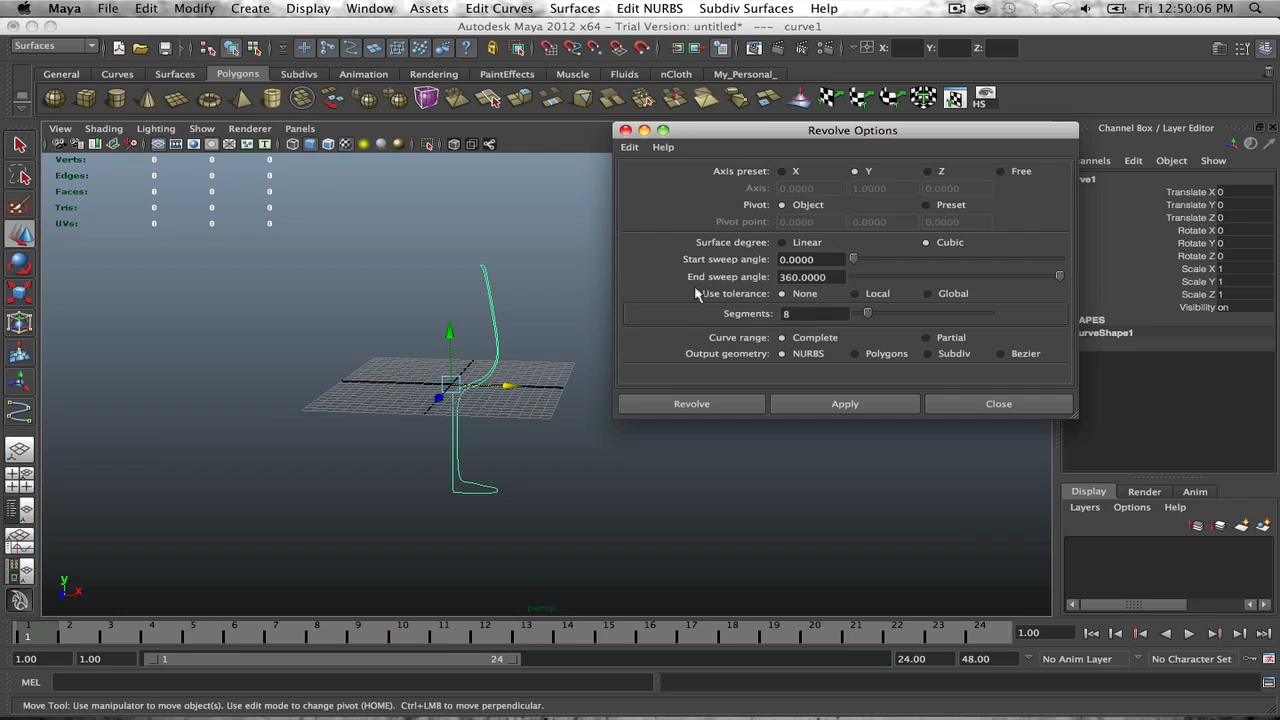 Maya File Edit Modify Create Display Window Assets Edit Curves Surfaces Edit NURBS Subdiv Surfaces Fri 12:50:06 PM
Autodesk Maya 2012 x64 - Trial Version: untitled* --- curve1
Surfaces X: Y: Z:
General Curves Surfaces Polygons Subdivs Animation Rendering PaintEffects Muscle Fluids nCloth My_Personal_
HS
View Shading Lighting Show Renderer Panels
Verts: 0 0 0
Edges: 0 0 0
Faces: 0 0 0
Tris: 0 0 0
UVs: 0 0 0
Revolve Options
Edit Help
Axis preset: X Y Z Free
Axis: 0.0000 1.0000 0.0000
Pivot: Object Preset
Pivot point: 0.0000 0.0000 0.0000
Surface degree: Linear Cubic
Start sweep angle: 0.0000
End sweep angle: 360.0000
Use tolerance: None Local Global
Segments: 8
Curve range: Complete Partial
Output geometry: NURBS Polygons Subdiv Bezier
Revolve Apply Close
Channel Box / Layer Editor
annels Edit Object Show
rve1
Translate X 0
Translate Y 0
Translate Z 0
Rotate X 0
Rotate Y 0
Rotate Z 0
Scale X 1
Scale Y 1
Scale Z 1
Visibility on
APES
urveShape1
Display Render Anim
Layers Options Help
y
x
persp
1 2 3 4 5 6 7 8 9 10 11 12 13 14 15 16 17 18 19 20 21 22 23 24
1 1.00
1.00 1.00 1 24 24.00 48.00 No Anim Layer No Character Set
MEL
Move Tool: Use manipulator to move object(s). Use edit mode to change pivot (HOME). Ctrl+LMB to move perpendicular.